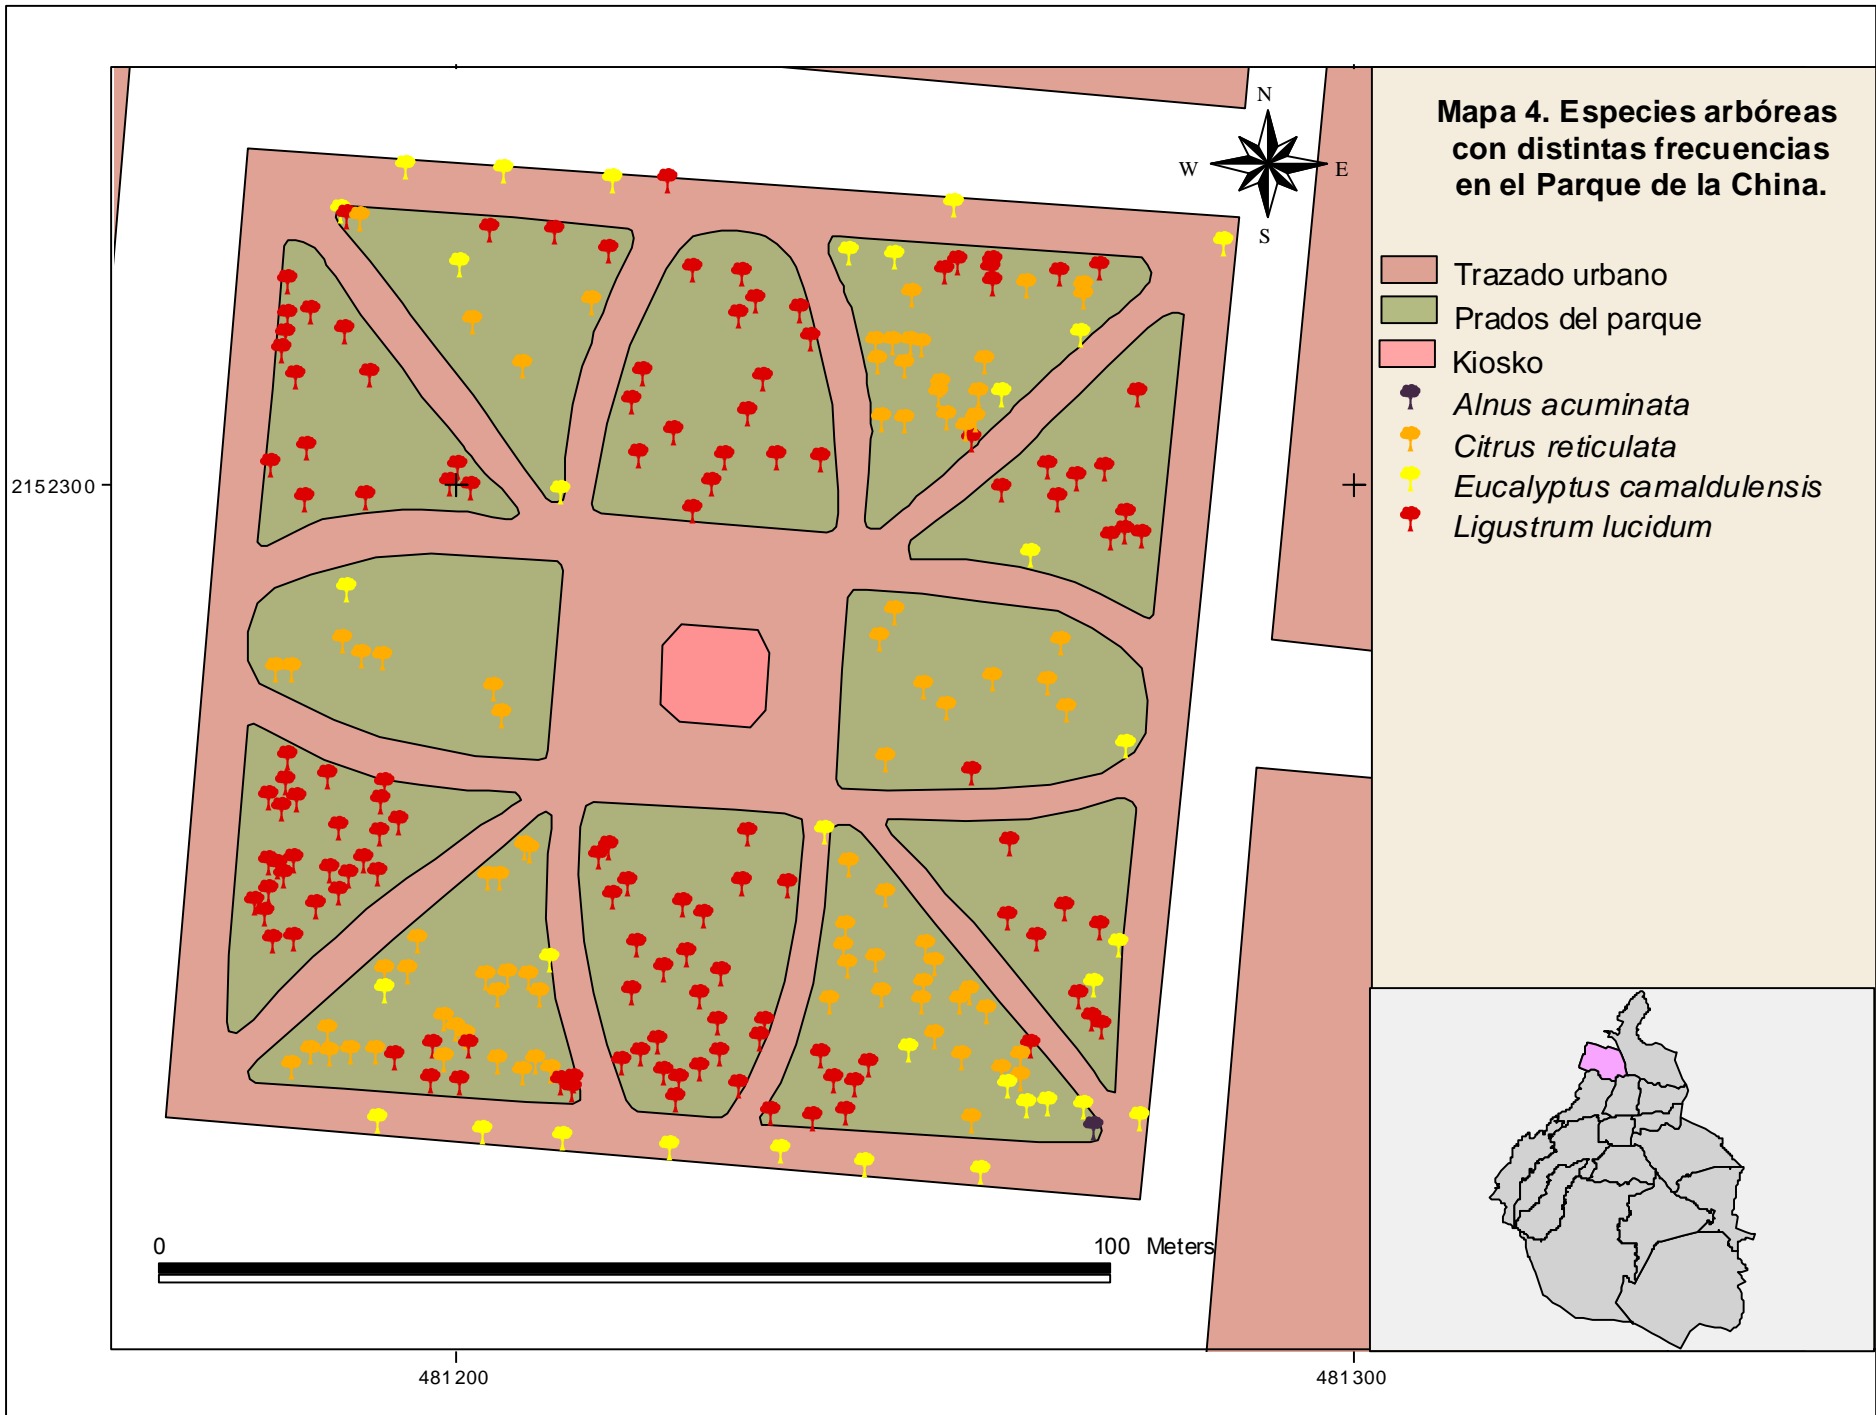 Mapa 4. Especies arbóreas
con distintas frecuencias
en el Parque de la China.
N
W
E
S
Trazado urbano
Prados del parque
Kiosko
Alnus acuminata
Citrus reticulata
Eucalyptus camaldulensis
Ligustrum lucidum
2152300
0
100 Meters
481200
481300